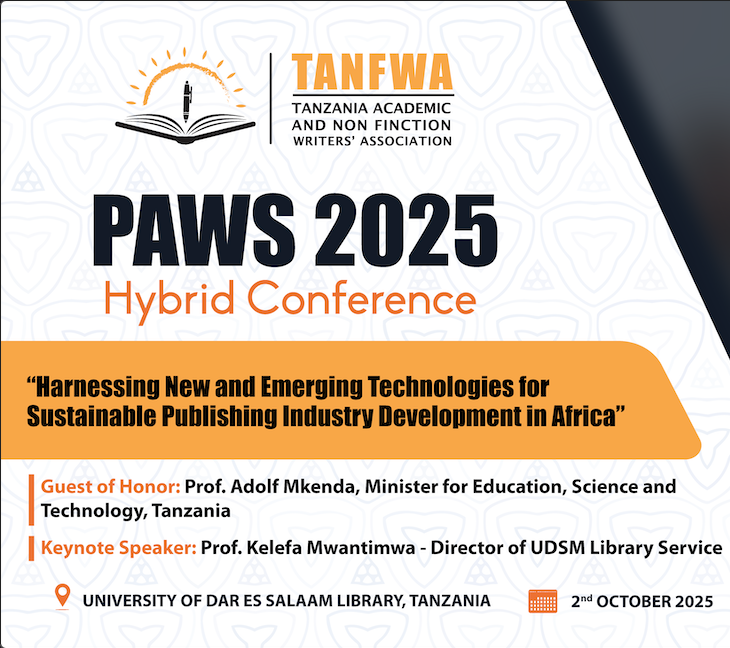 TANFWA
TANZANIA ACADEMIC
AND NON FINCTION
WRITERS' ASSOCIATION
PAWS 2025
Hybrid Conference
“Harnessing New and Emerging Technologies for
Sustainable Publishing Industry Development in Africa”
Guest of Honor: Prof. Adolf Mkenda, Minister for Education, Science and
Technology, Tanzania
Keynote Speaker: Prof. Kelefa Mwantimwa - Director of UDSM Library Service
UNIVERSITY OF DAR ES SALAAM LIBRARY, TANZANIA
2nd OCTOBER 2025